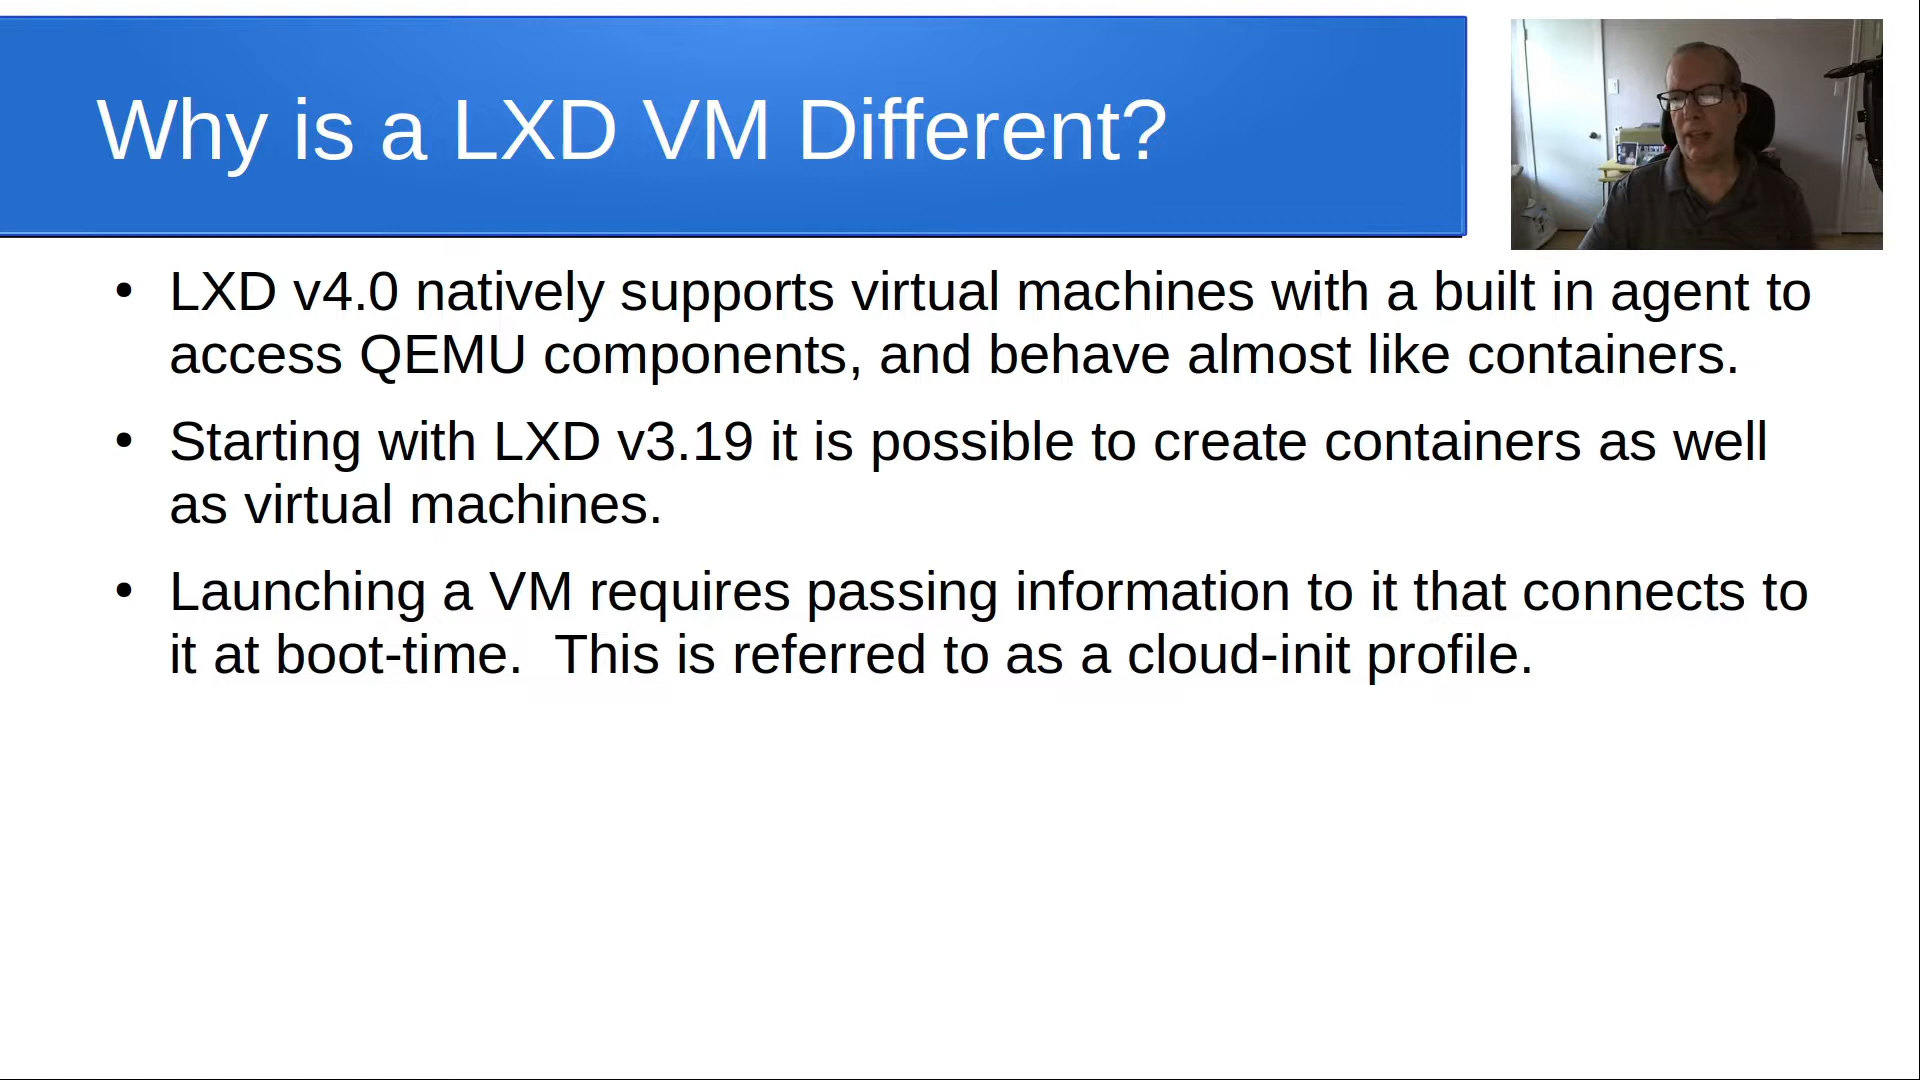 Why is a LXD VM Different?
• LXD v4.0 natively supports virtual machines with a built in agent to
access QEMU components, and behave almost like containers.
• Starting with LXD v3.19 it is possible to create containers as well
as virtual machines.
• Launching a VM requires passing information to it that connects to
it at boot-time.  This is referred to as a cloud-init profile.